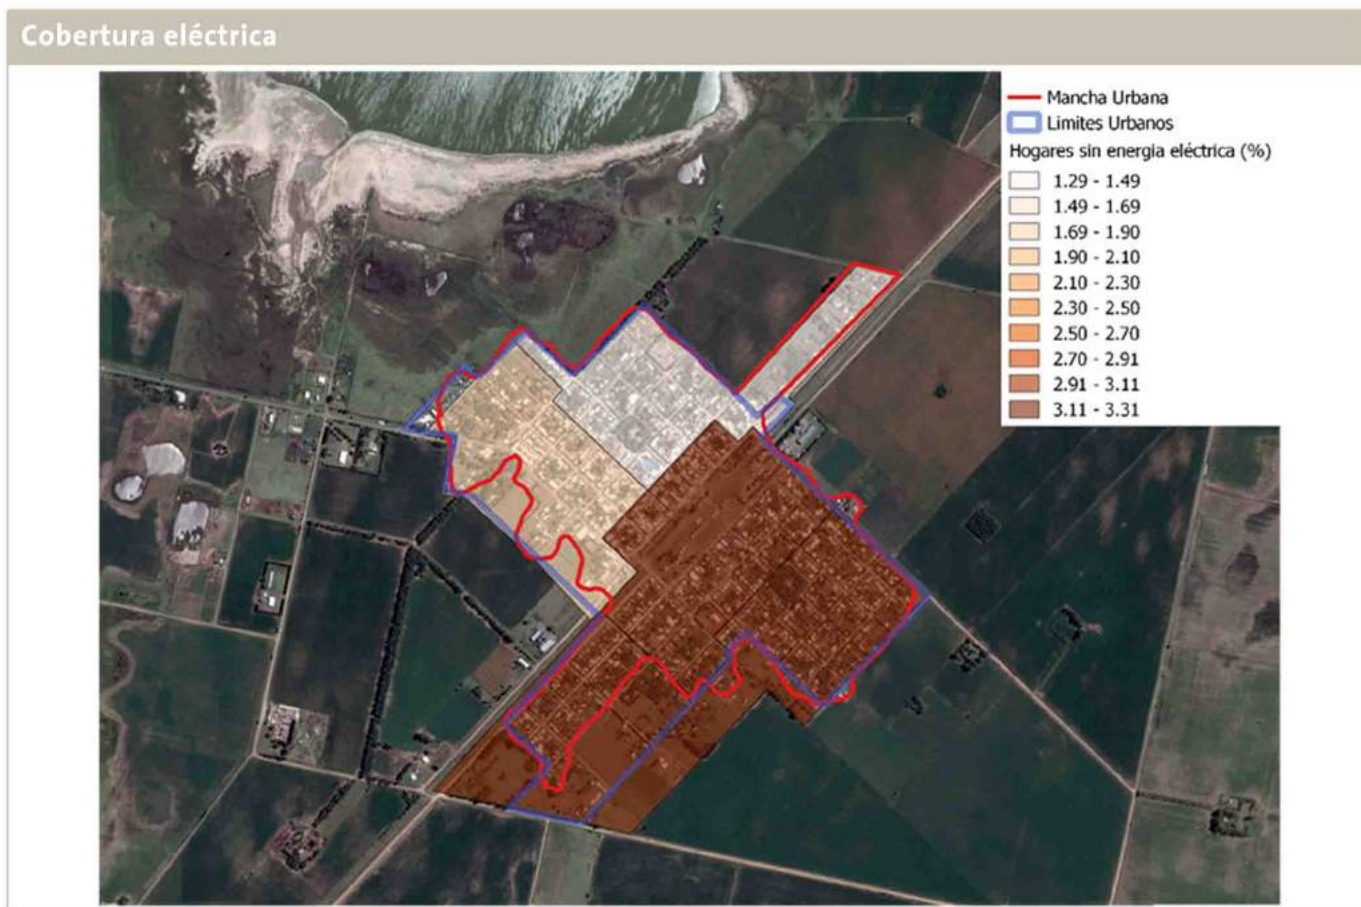 Cobertura eléctrica
Mancha Urbana
Limites Urbanos
Hogares sin energia eléctrica (%)
1.29 - 1.49
1.49 - 1.69
1.69 - 1.90
1.90 - 2.10
2.10 - 2.30
2.30 - 2.50
2.50 - 2.70
2.70 - 2.91
2.91 - 3.11
3.11 - 3.31